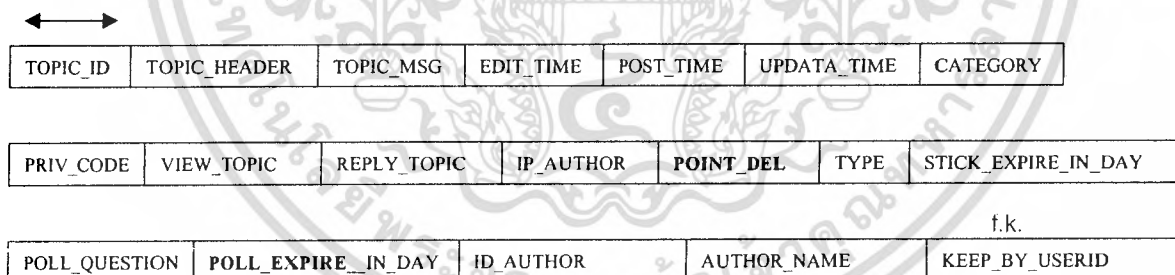 TOPIC_ID TOPIC_HEADER TOPIC_MSG EDIT_TIME POST_TIME UPDATA_TIME CATEGORY
PRIV_CODE VIEW_TOPIC REPLY_TOPIC IP_AUTHOR POINT_DEL TYPE STICK_EXPIRE_IN_DAY
f.k.
POLL_QUESTION POLL_EXPIRE_IN_DAY ID_AUTHOR AUTHOR_NAME KEEP_BY_USERID